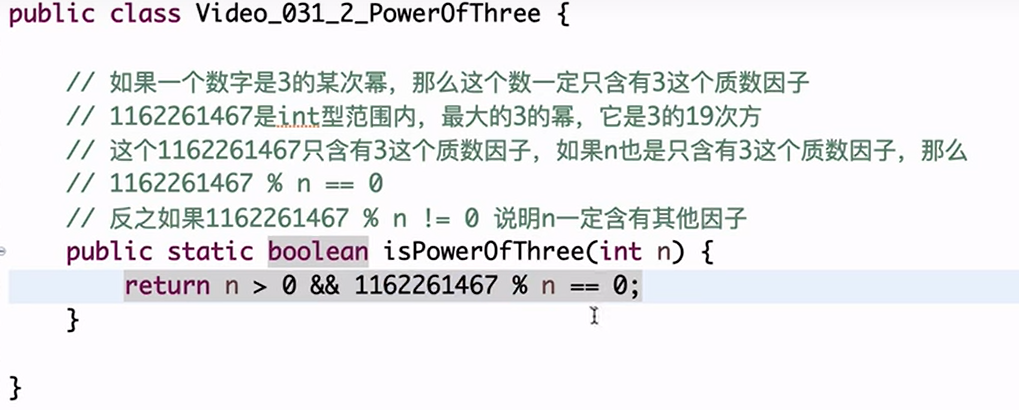 public class Video_031_2_PowerOfThree {
// 如果一个数字是3的某次幂，那么这个数一定只含有3这个质数因子
// 1162261467是int型范围内，最大的3的幂，它是3的19次方
// 这个1162261467只含有3这个质数因子，如果n也是只含有3这个质数因子，那么
// 1162261467 % n == 0
// 反之如果1162261467 % n != 0 说明n一定含有其他因子
public static boolean isPowerOfThree(int n) {
return n > 0 && 1162261467 % n == 0;
}
}